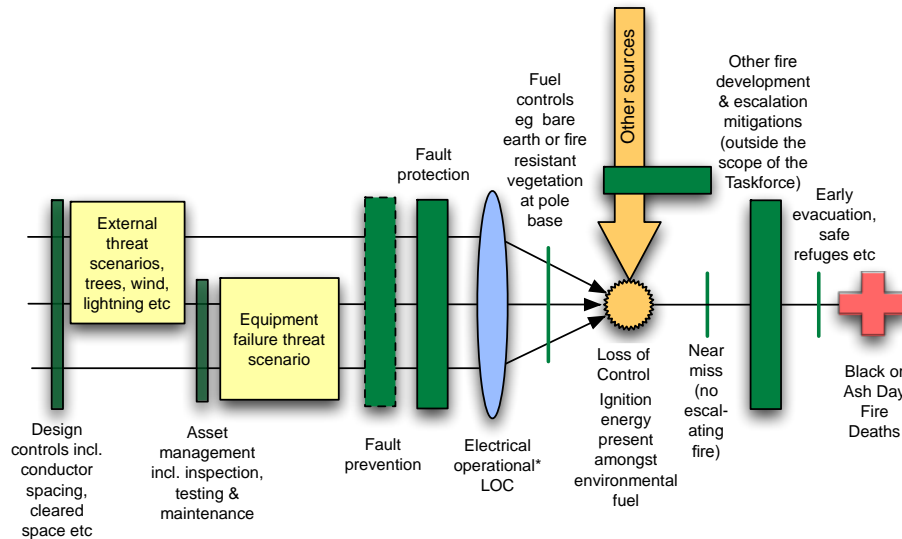 Other sources
Other fire
development
& escalation
mitigations
(outside the
scope of the
Taskforce)
Fuel
controls
eg  bare
earth or fire
resistant
vegetation
at pole
base
Fault
protection
Early
evacuation,
safe
refuges etc
External
threat
scenarios,
trees, wind,
lightning etc
Equipment
failure threat
scenario
Design
controls incl.
conductor
spacing,
cleared
space etc
Asset
management
incl. inspection,
testing &
maintenance
Fault
prevention
Electrical
operational*
LOC
Loss of
Control
Ignition
energy
present
amongst
environmental
fuel
Near
miss (no
escal-
ating
fire)
Black or
Ash Day
Fire
Deaths